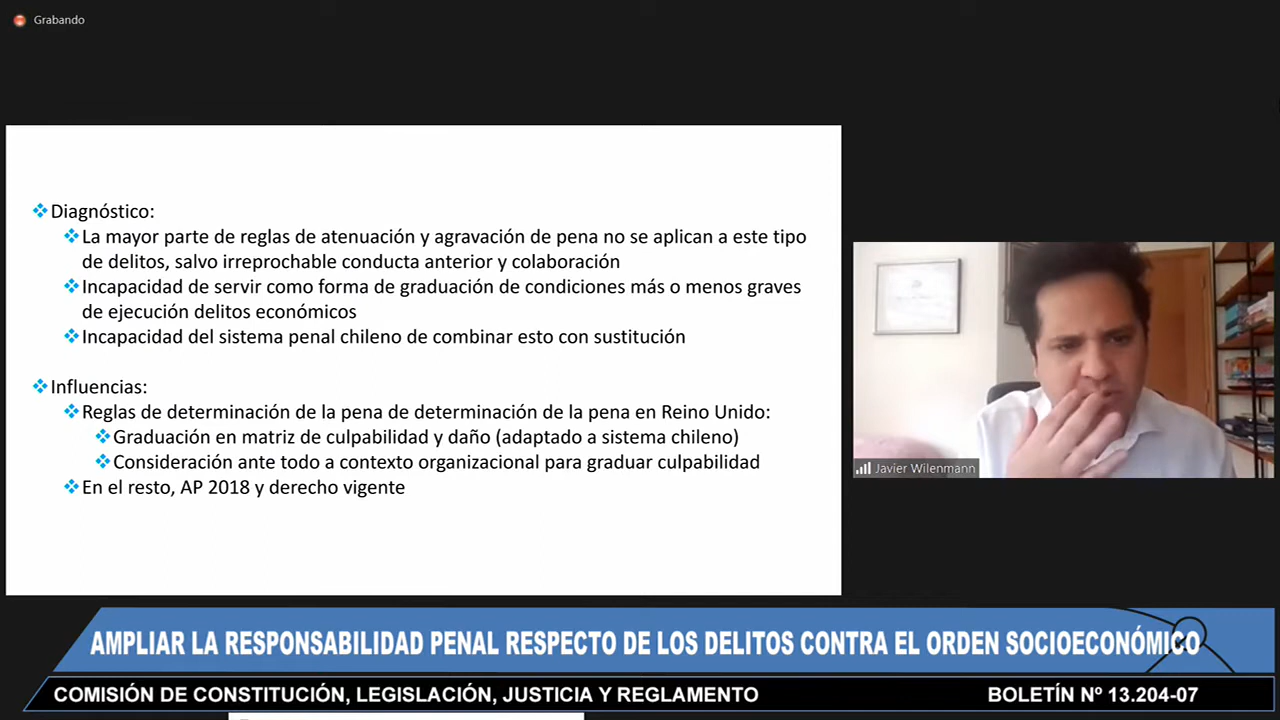 Grabando
Diagnóstico:
La mayor parte de reglas de atenuación y agravación de pena no se aplican a este tipo
de delitos, salvo irreprochable conducta anterior y colaboración
Incapacidad de servir como forma de graduación de condiciones más o menos graves
de ejecución delitos económicos
Incapacidad del sistema penal chileno de combinar esto con sustitución
Influencias:
Reglas de determinación de la pena de determinación de la pena en Reino Unido:
Graduación en matriz de culpabilidad y daño (adaptado a sistema chileno)
Consideración ante todo a contexto organizacional para graduar culpabilidad
En el resto, AP 2018 y derecho vigente
Javier Wilenmann
AMPLIAR LA RESPONSABILIDAD PENAL RESPECTO DE LOS DELITOS CONTRA EL ORDEN SOCIOECONÓMICO
COMISIÓN DE CONSTITUCIÓN, LEGISLACIÓN, JUSTICIA Y REGLAMENTO
BOLETÍN Nº 13.204-07